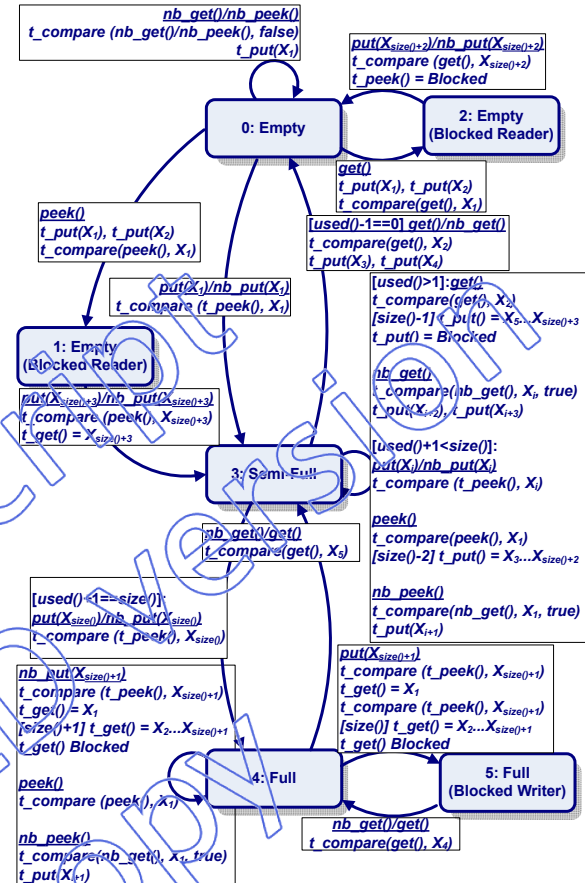 nb_get()/nb_peek()
t_compare (nb_get()/nb_peek(), false)
t_put(X1)
put(Xsize()+2)/nb_put(Xsize()+2)
t_compare (get(), Xsize()+2)
t_peek() = Blocked
0: Empty
2: Empty
(Blocked Reader)
get()
t_put(X1), t_put(X2)
t_compare(get(), X1)
peek()
t_put(X1), t_put(X2)
t_compare(peek(), X1)
[used()-1==0] get()/nb_get()
t_compare(get(), X2)
t_put(X3), t_put(X4)
put(X1)/nb_put(X1)
t_compare (t_peek(), X1)
[used()>1]:get()
t_compare(get(), X2)
[size()-1] t_put() = X5...Xsize()+3
t_put() = Blocked
nb_get()
t_compare(nb_get(), Xi, true)
t_put(Xi+2), t_put(Xi+3)
[used()+1<size()]:
put(Xi)/nb_put(Xi)
t_compare (t_peek(), Xi)
peek()
t_compare(peek(), X1)
[size()-2] t_put() = X3...Xsize()+2
nb_peek()
t_compare(nb_get(), X1, true)
t_put(Xi+1)
1: Empty
(Blocked Reader)
put(Xsize()+3)/nb_put(Xsize()+3)
t_compare (peek(), Xsize()+3)
t_get() = Xsize()+3
3: Semi-Full
nb_get()/get()
t_compare(get(), X5)
[used()+1==size()]:
put(Xsize())/nb_put(Xsize())
t_compare (t_peek(), Xsize())
nb_put(Xsize()+1)
t_compare (t_peek(), Xsize()+1)
t_get() = X1
[size()+1] t_get() = X2...Xsize()+1
t_get() Blocked
peek()
t_compare (peek(), X1)
nb_peek()
t_compare(nb_get(), X1, true)
t_put(Xi+1)
put(Xsize()+1)
t_compare (t_peek(), Xsize()+1)
t_get() = X1
t_compare (t_peek(), Xsize()+1)
[size()] t_get() = X2...Xsize()+1
t_get() Blocked
4: Full
5: Full
(Blocked Writer)
nb_get()/get()
t_compare(get(), X4)